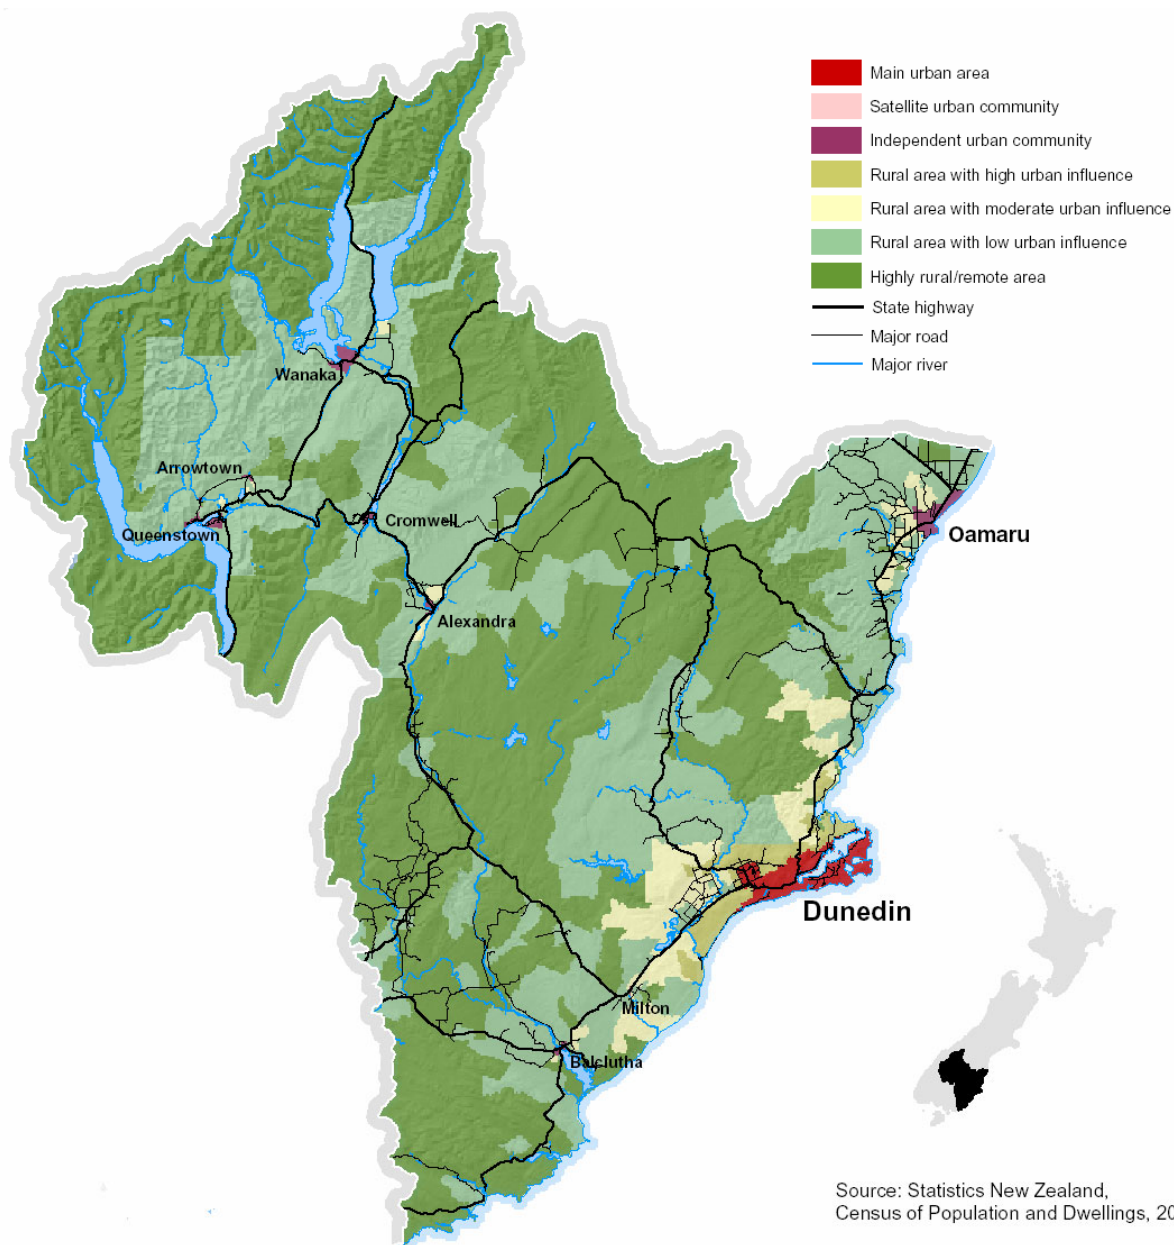 Main urban area
Satellite urban community
Independent urban community
Rural area with high urban influence
Rural area with moderate urban influence
Rural area with low urban influence
Highly rural/remote area
State highway
Major road
Major river
Wanaka
Arrowtown
Queenstown
Cromwell
Oamaru
Alexandra
Dunedin
Milton
Balclutha
Source: Statistics New Zealand,
Census of Population and Dwellings, 20